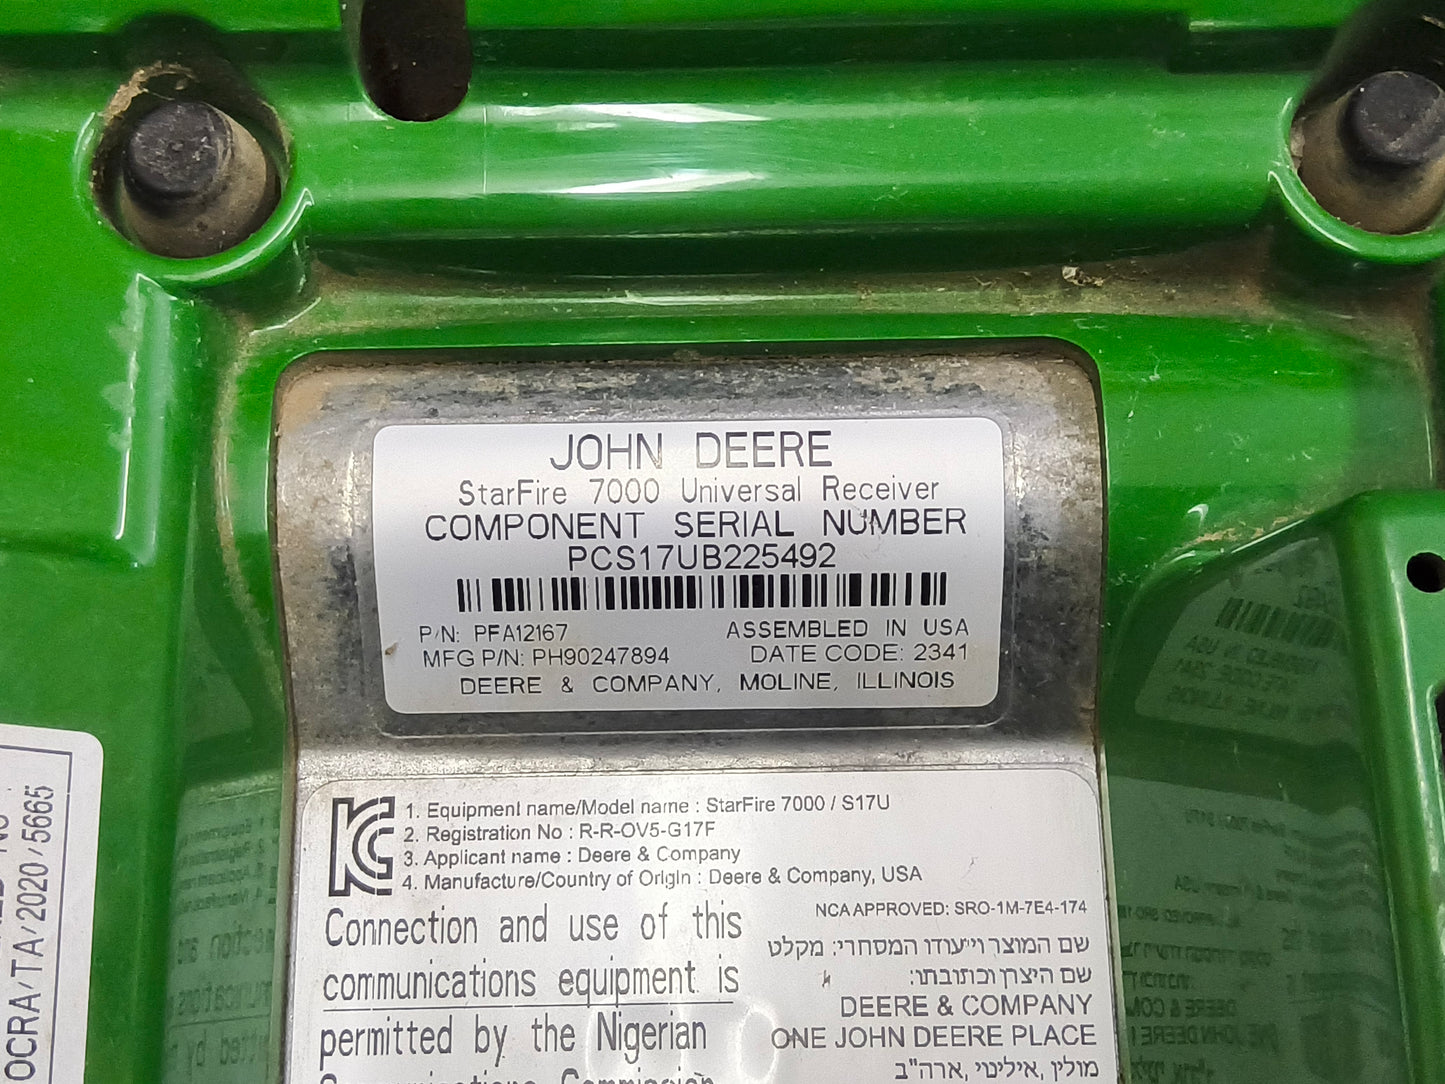 JOHN DEERE
StarFire 7000 Universal Receiver
COMPONENT SERIAL NUMBER
PCS17UB225492
P/N: PFA12167
ASSEMBLED IN USA
MFG P/N: PH90247894
DATE CODE: 2341
DEERE & COMPANY, MOLINE, ILLINOIS
1. Equipment name/Model name : StarFire 7000 / S17U
2. Registration No : R-R-OV5-G17F
3. Applicant name : Deere & Company
4. Manufacture/Country of Origin : Deere & Company, USA
Connection and use of this
communications equipment is
permitted by the Nigerian
Communications Commission
NCA APPROVED: SRO-1M-7E4-174
שם המוצר וייעודו המסחרי: מקלט
שם היצרן וכתובתו:
DEERE & COMPANY
ONE JOHN DEERE PLACE
מולין, אילינוי, ארה"ב
OCRA/TA/2020/5665